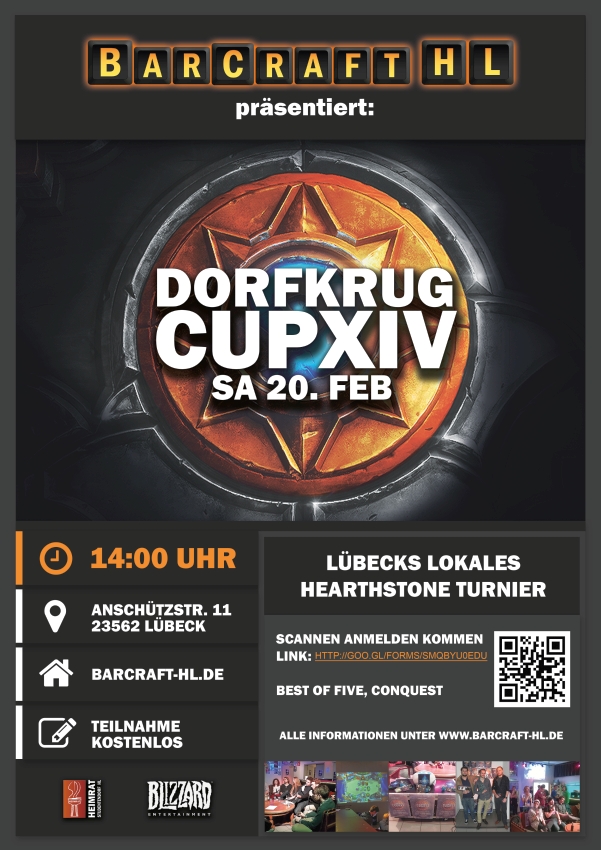 BARCRAFT HL
präsentiert:
DORFKRUG
CUPXIV
SA 20. FEB
14:00 UHR
ANSCHÜTZSTR. 11
23562 LÜBECK
BARCRAFT-HL.DE
TEILNAHME
KOSTENLOS
HEIMRAT
BLIZZARD
ENTERTAINMENT
LÜBECKS LOKALES
HEARTHSTONE TURNIER
SCANNEN ANMELDEN KOMMEN
LINK: HTTP://GOO.GL/FORMS/SMQBYU0EDU
BEST OF FIVE, CONQUEST
ALLE INFORMATIONEN UNTER WWW.BARCRAFT-HL.DE